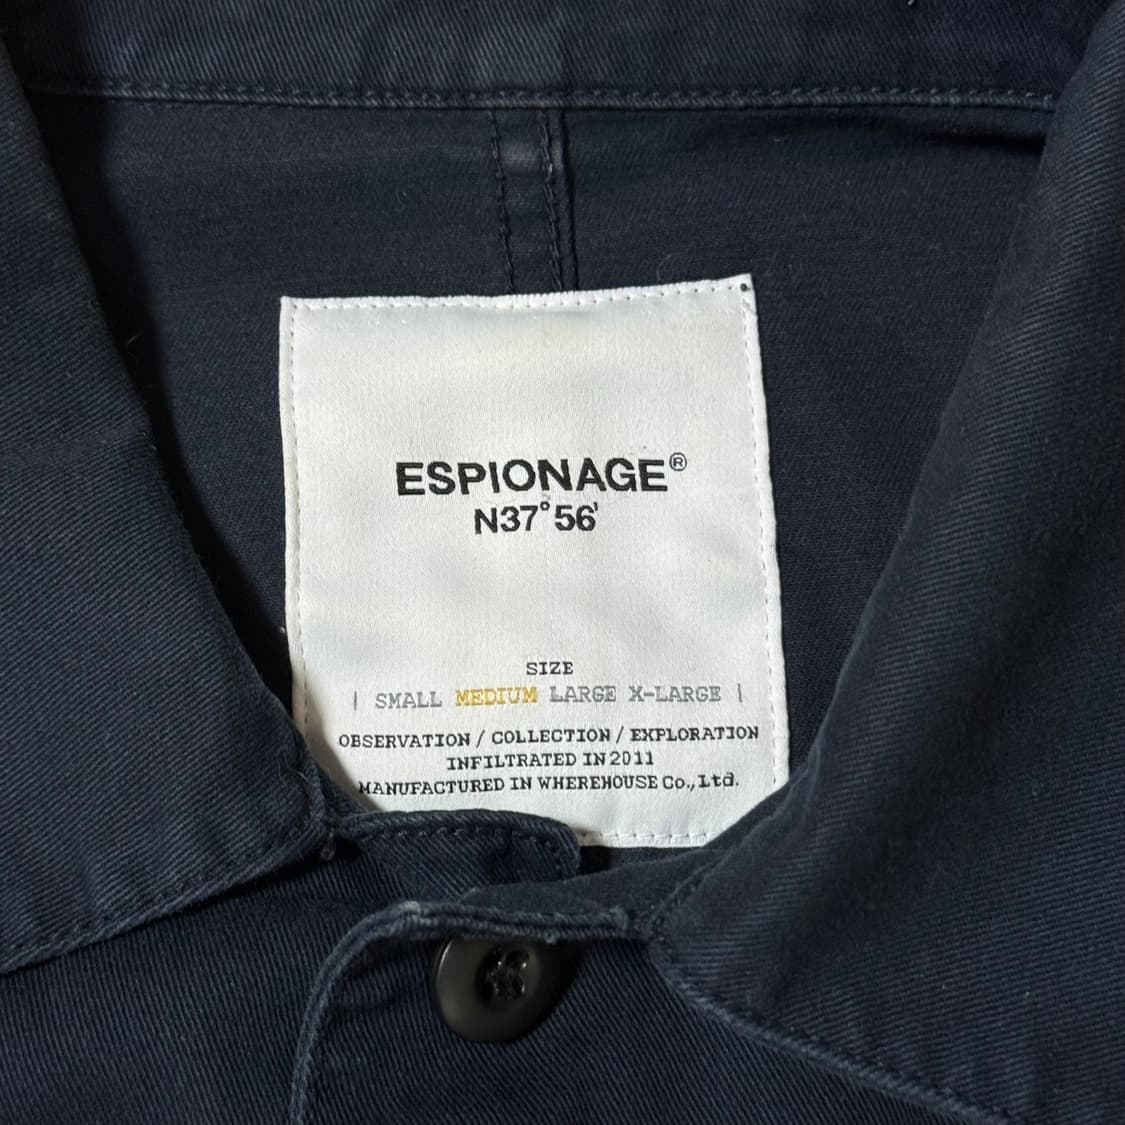 ESPIONAGE®
N37°56'
SIZE
| SMALL MEDIUM LARGE X-LARGE |
OBSERVATION / COLLECTION / EXPLORATION
INFILTRATED IN 2011
MANUFACTURED IN WHEREHOUSE Co., Ltd.